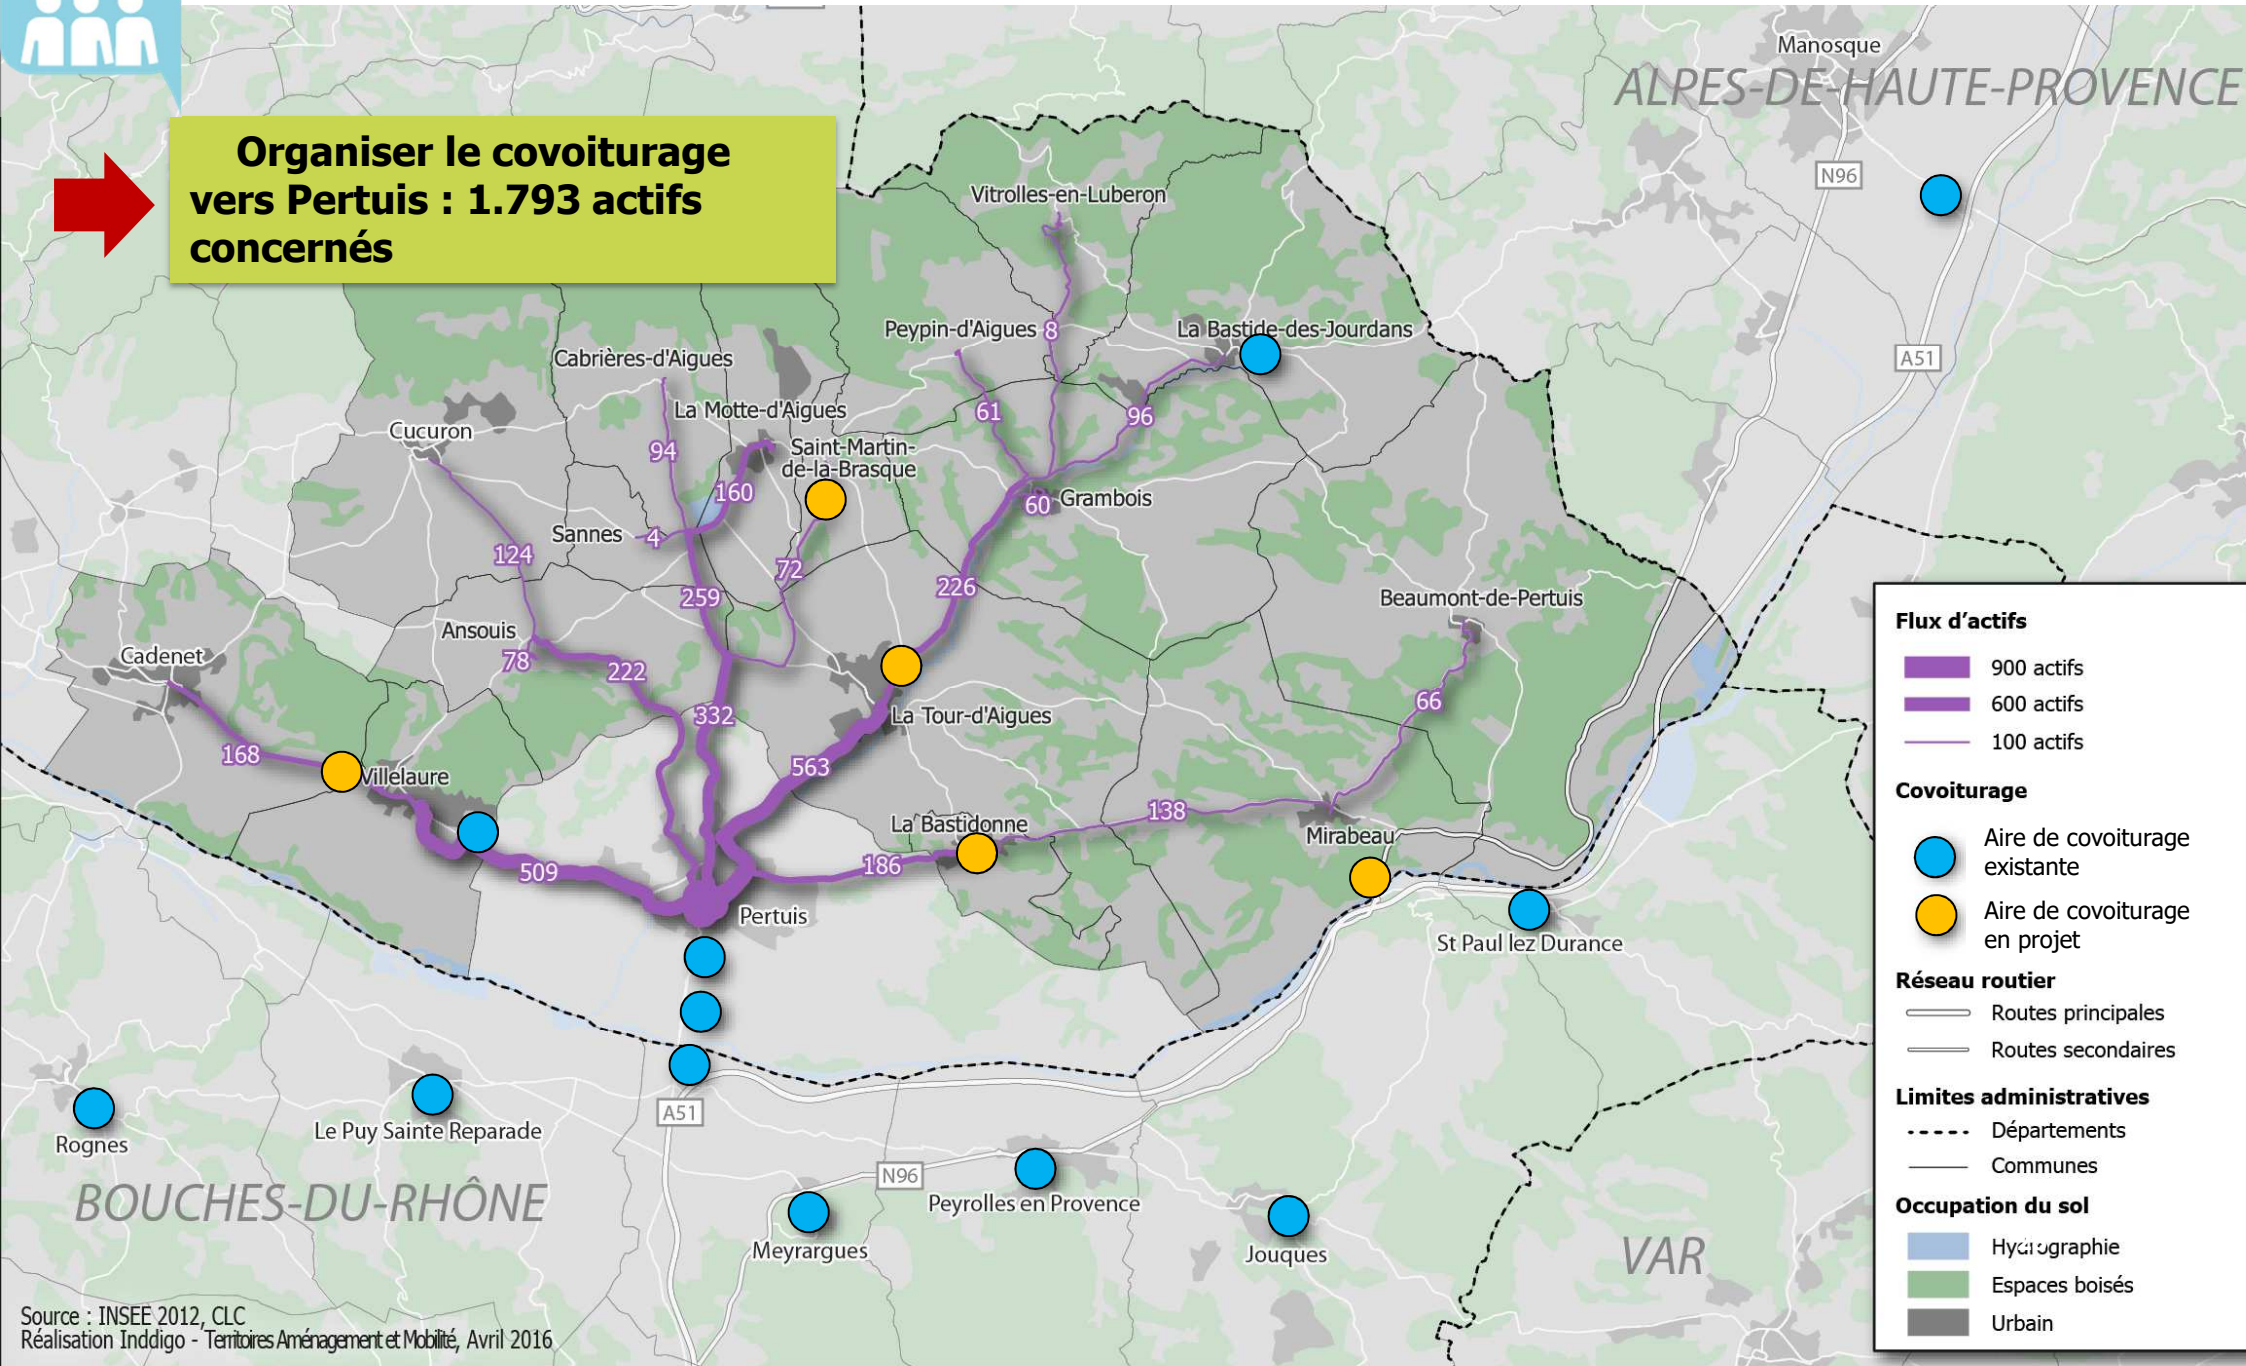 Organiser le covoiturage
vers Pertuis : 1.793 actifs
concernés
Manosque
ALPES-DE-HAUTE-PROVENCE
N96
A51
Vitrolles-en-Luberon
Peypin-d'Aigues
8
La Bastide-des-Jourdans
Cabrières-d'Aigues
61
96
La Motte-d'Aigues
Cucuron
94
Saint-Martin-
de-la-Brasque
160
60
Grambois
Sannes
4
124
72
259
226
Beaumont-de-Pertuis
Ansouis
78
222
Cadenet
332
La Tour-d'Aigues
66
168
Villelaure
563
138
La Bastidonne
Mirabeau
509
186
Pertuis
St Paul lez Durance
A51
Rognes
Le Puy Sainte Reparade
N96
Peyrolles en Provence
BOUCHES-DU-RHÔNE
Meyrargues
Jouques
VAR
Flux d'actifs
900 actifs
600 actifs
100 actifs
Covoiturage
Aire de covoiturage
existante
Aire de covoiturage
en projet
Réseau routier
Routes principales
Routes secondaires
Limites administratives
Départements
Communes
Occupation du sol
Hydrographie
Espaces boisés
Urbain
Source : INSEE 2012, CLC
Réalisation Inddigo - Territoires Aménagement et Mobilité, Avril 2016